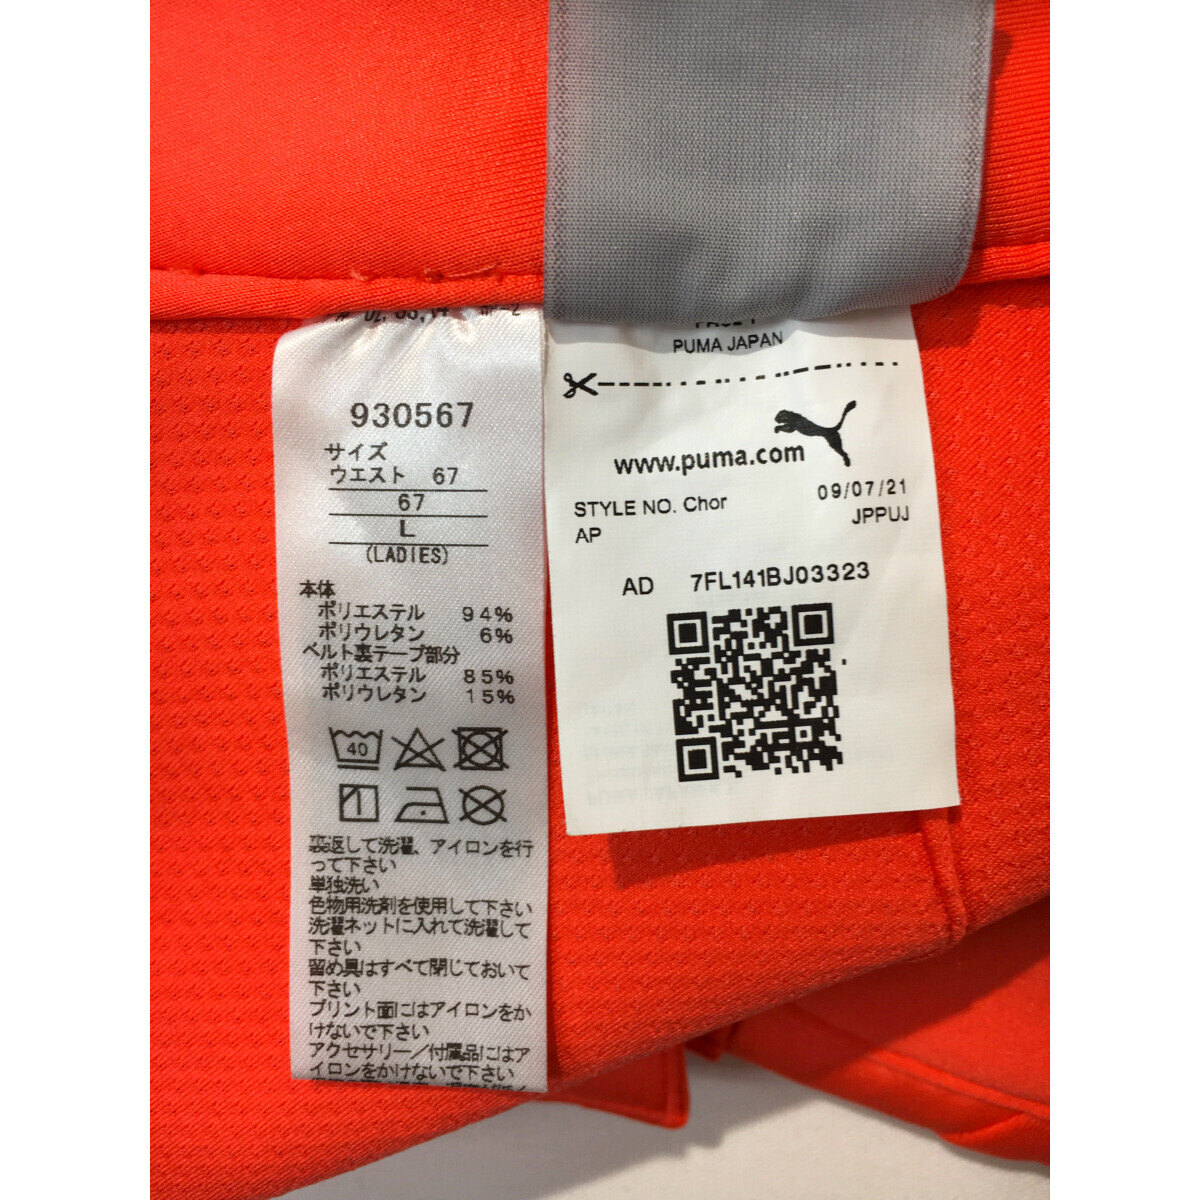 930567
サイズ
ウエスト 67
67
L
(LADIES)
本体
ポリエステル 94%
ポリウレタン 6%
ベルト裏テープ部分
ポリエステル 85%
ポリウレタン 15%
40
裏返して洗濯、アイロンを行
って下さい
単独洗い
色物用洗剤を使用して下さい
洗濯ネットに入れて洗濯して
下さい
留め具はすべて閉じておいて
下さい
プリント面にはアイロンをか
けないで下さい
アクセサリー／付属品にはア
イロンをかけないで下さい
PUMA JAPAN
www.puma.com
STYLE NO. Chor 09/07/21
AP JPPUJ
AD 7FL141BJ03323